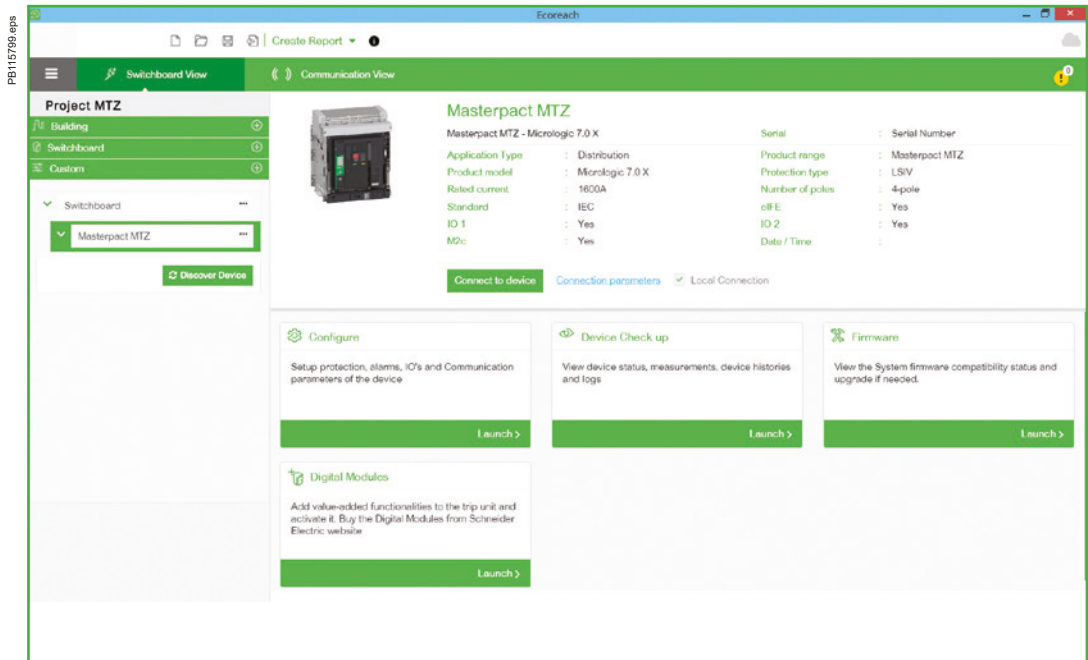 PB115799.eps
Ecoreach
Create Report
Switchboard View
Communication View
0
Project MTZ
Building
Switchboard
Custom
Switchboard
Masterpact MTZ
Discover Device
Masterpact MTZ
Masterpact MTZ - Micrologic 7.0 X
Serial : Serial Number
Application Type : Distribution
Product range : Masterpact MTZ
Product model : Micrologic 7.0 X
Protection type : LSIV
Rated current : 1600A
Number of poles : 4-pole
Standard : IEC
eIFE : Yes
IO 1 : Yes
IO 2 : Yes
M2c : Yes
Date / Time :
Connect to device
Connection parameters
Local Connection
Configure
Setup protection, alarms, IO's and Communication
parameters of the device
Launch >
Device Check up
View device status, measurements, device histories
and logs
Launch >
Firmware
View the System firmware compatibility status and
upgrade if needed.
Launch >
Digital Modules
Add value-added functionalities to the trip unit and
activate it. Buy the Digital Modules from Schneider
Electric website
Launch >